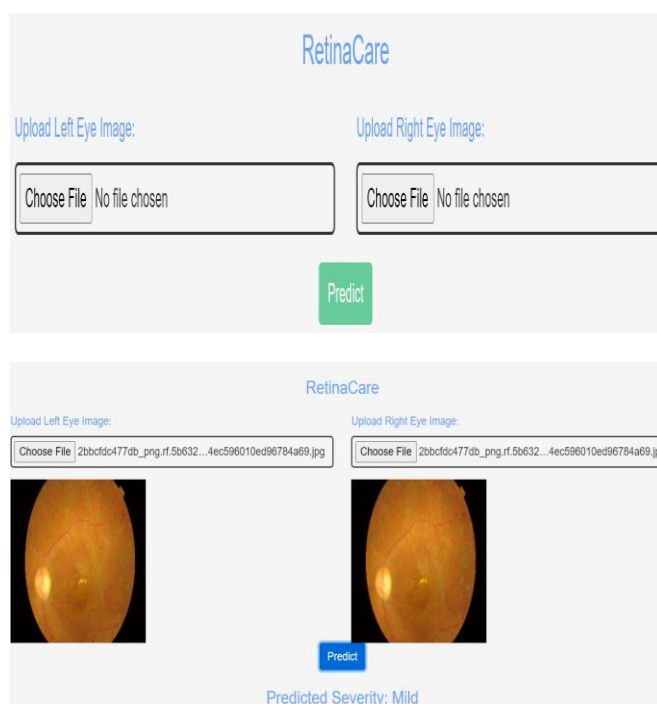 RetinaCare
Upload Left Eye Image: Upload Right Eye Image:
Choose File No file chosen Choose File No file chosen
Predict
RetinaCare
Upload Left Eye Image: Upload Right Eye Image:
Choose File 2bbcfdc477db_png.rf.5b632...4ec596010ed96784a69.jpg Choose File 2bbcfdc477db_png.rf.5b632...4ec596010ed96784a69.jp
Predict
Predicted Severity: Mild